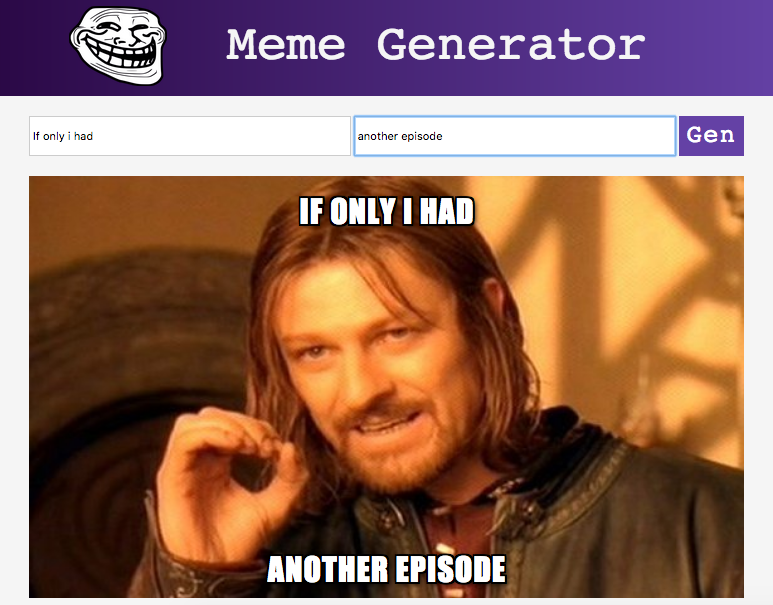 Meme Generator
If only i had
another episode
Gen
IF ONLY I HAD
ANOTHER EPISODE